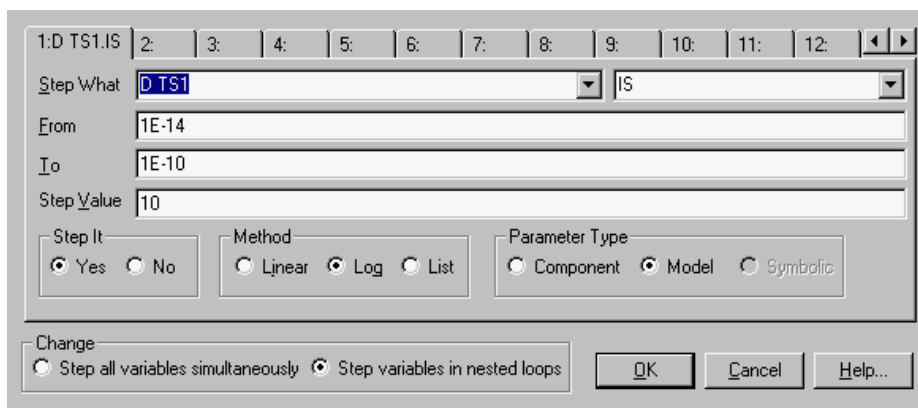 1:D TS1.IS 2: 3: 4: 5: 6: 7: 8: 9: 10: 11: 12:
Step What D TS1 IS
From 1E-14
To 1E-10
Step Value 10
Step It Method Parameter Type
Yes No Linear Log List Component Model Symbolic
Change
Step all variables simultaneously Step variables in nested loops OK Cancel Help...